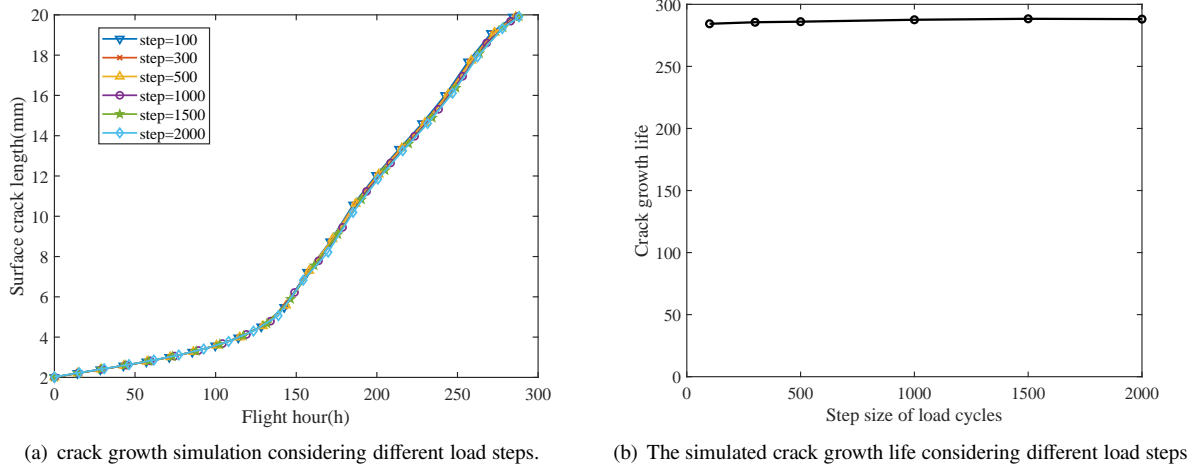 20
18
16
14
12
10
8
6
4
2
Surface crack length(mm)
step=100
step=300
step=500
step=1000
step=1500
step=2000
0 50 100 150 200 250 300
Flight hour(h)
(a) crack growth simulation considering different load steps.
300
250
200
150
100
50
0
Crack growth life
0 500 1000 1500 2000
Step size of load cycles
(b) The simulated crack growth life considering different load steps